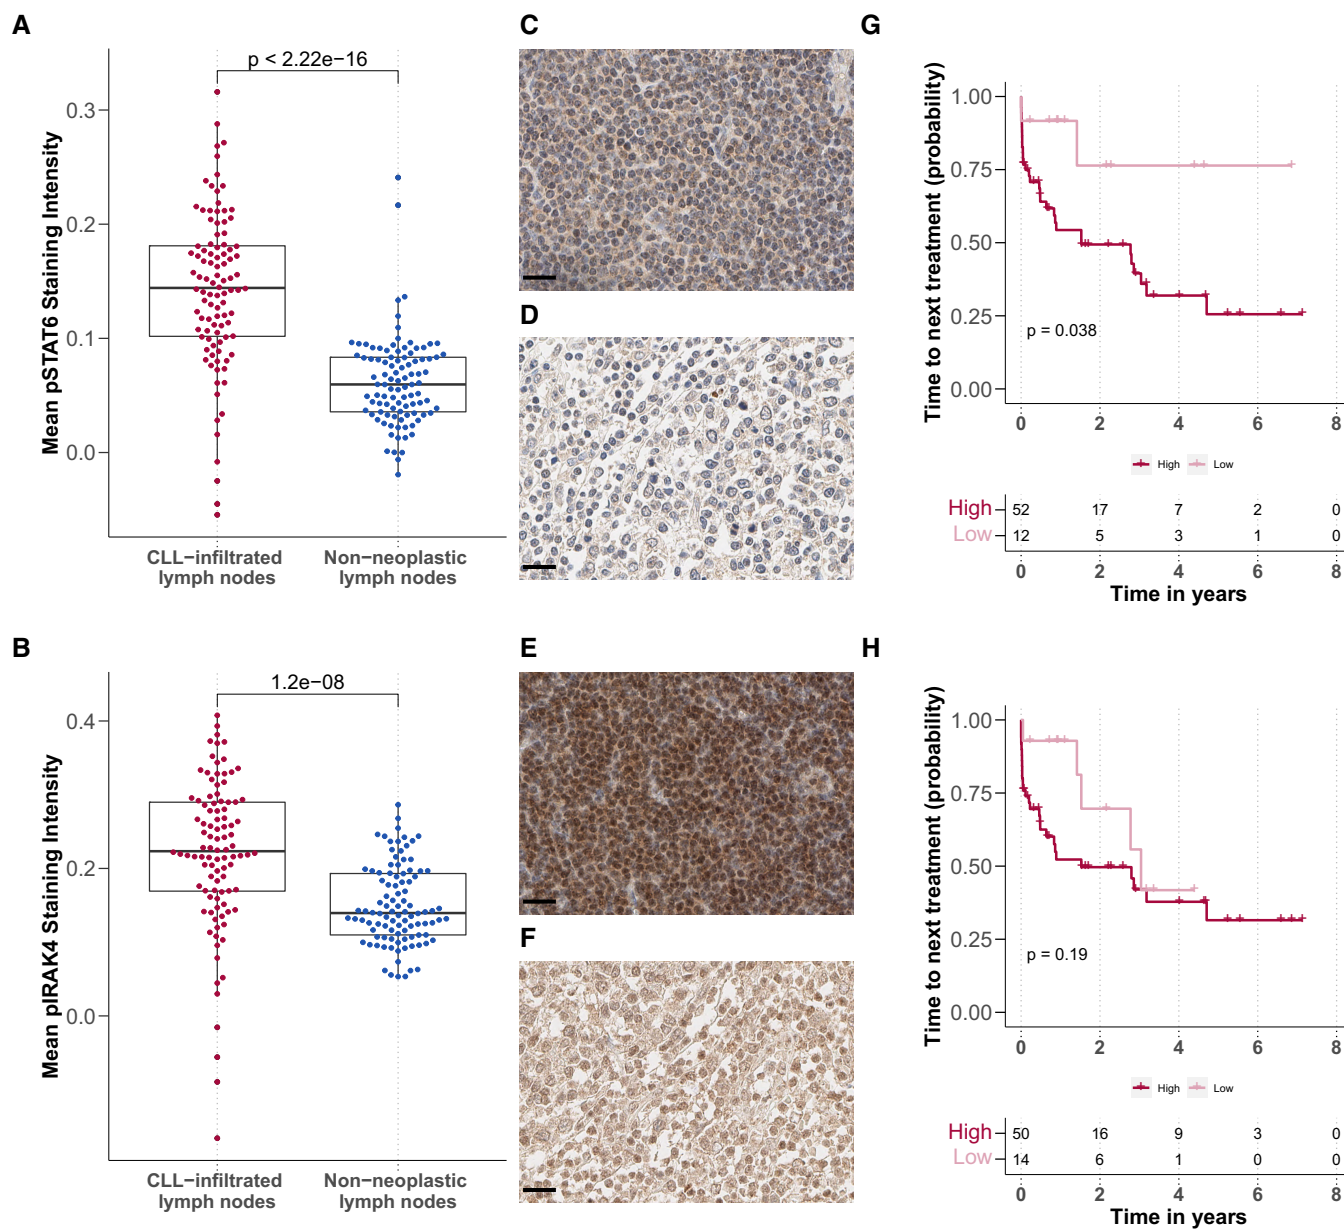 A
p < 2.22e−16
Mean pSTAT6 Staining Intensity
0.3
0.2
0.1
0.0
CLL−infiltrated
lymph nodes
Non−neoplastic
lymph nodes
B
1.2e−08
Mean pIRAK4 Staining Intensity
0.4
0.2
0.0
CLL−infiltrated
lymph nodes
Non−neoplastic
lymph nodes
C
D
E
F
G
Time to next treatment (probability)
1.00
0.75
0.50
0.25
0.00
p = 0.038
0 2 4 6 8
High Low
High 52 17 7 2 0
Low 12 5 3 1 0
0 2 4 6 8
Time in years
H
Time to next treatment (probability)
1.00
0.75
0.50
0.25
0.00
p = 0.19
0 2 4 6 8
High Low
High 50 16 9 3 0
Low 14 6 1 0 0
0 2 4 6 8
Time in years